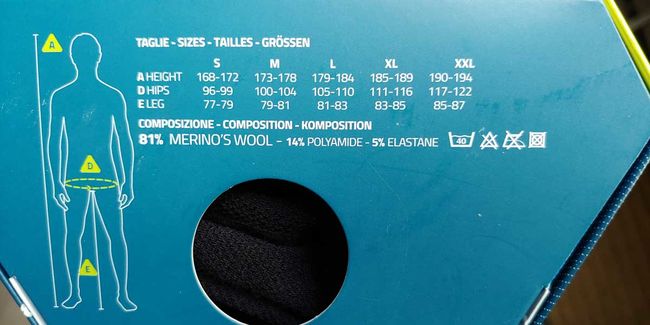 TAGLIE - SIZES - TAILLES - GRÖSSEN
S M L XL XXL
A HEIGHT 168-172 173-178 179-184 185-189 190-194
D HIPS 96-99 100-104 105-110 111-116 117-122
E LEG 77-79 79-81 81-83 83-85 85-87
COMPOSIZIONE - COMPOSITION - KOMPOSITION
81% MERINO'S WOOL - 14% POLYAMIDE - 5% ELASTANE 40
A
D
E